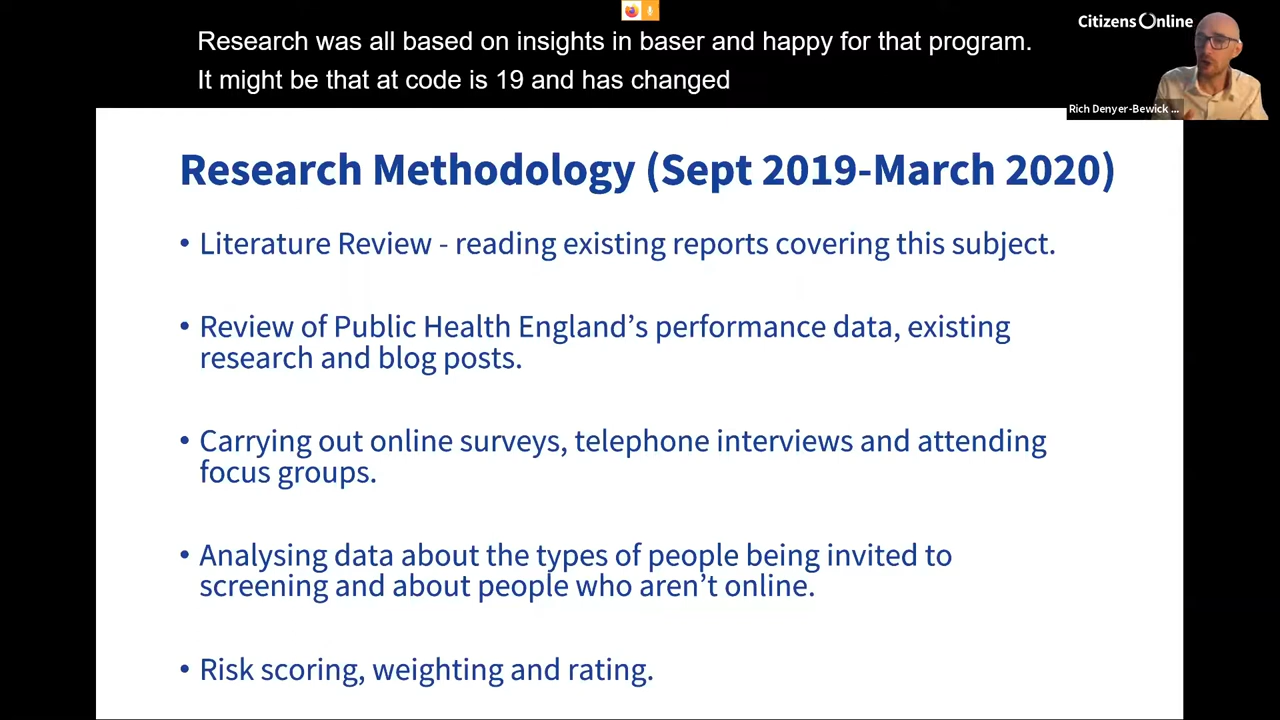 Research was all based on insights in baser and happy for that program.
It might be that at code is 19 and has changed
Citizens Online
Rich Denyer-Bewick ...
Research Methodology (Sept 2019-March 2020)
• Literature Review - reading existing reports covering this subject.
• Review of Public Health England’s performance data, existing
research and blog posts.
• Carrying out online surveys, telephone interviews and attending
focus groups.
• Analysing data about the types of people being invited to
screening and about people who aren’t online.
• Risk scoring, weighting and rating.